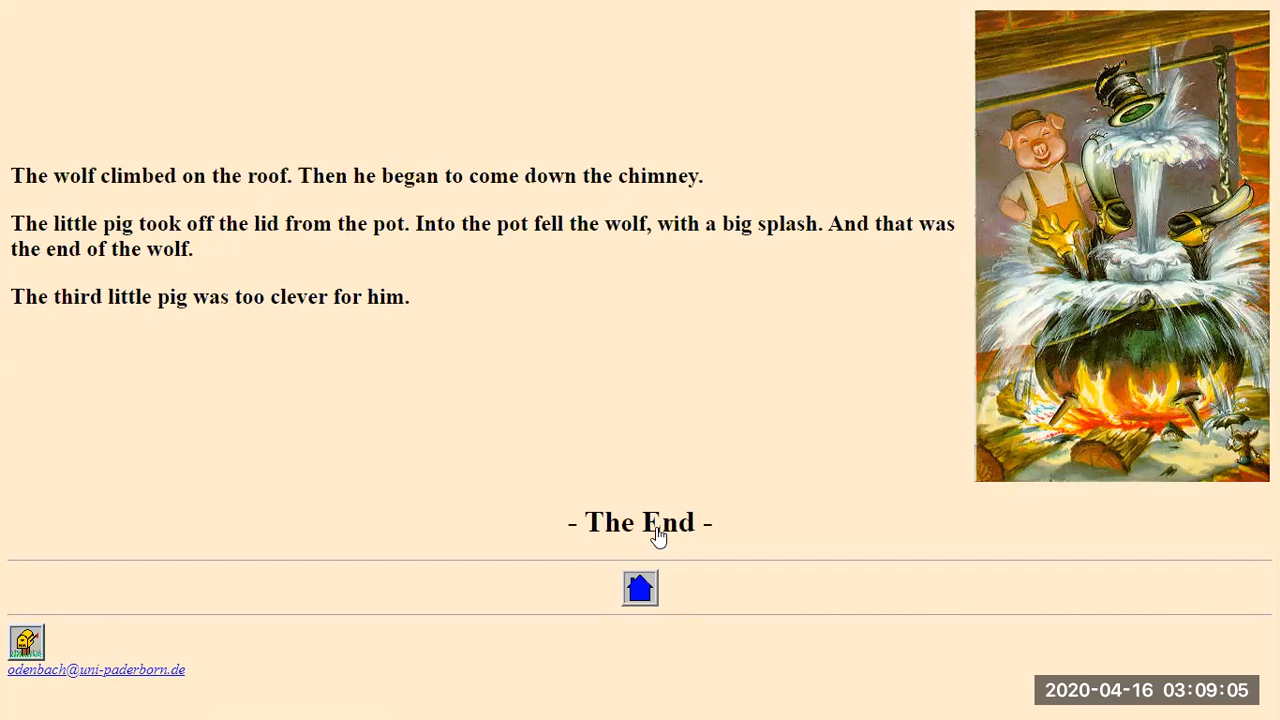 The wolf climbed on the roof. Then he began to come down the chimney.
The little pig took off the lid from the pot. Into the pot fell the wolf, with a big splash. And that was
the end of the wolf.
The third little pig was too clever for him.
- The End -
odenbach@uni-paderborn.de
2020-04-16 03:09:05